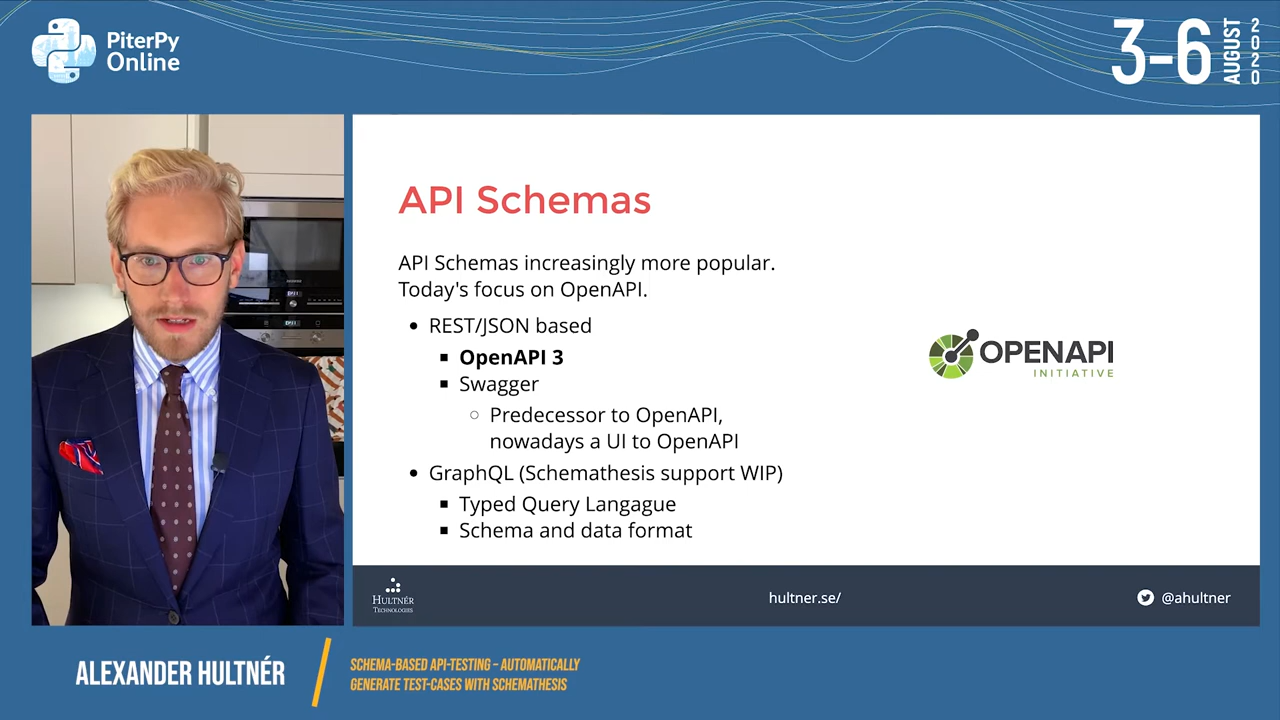 PiterPy
Online
3-6
AUGUST
2020
API Schemas
API Schemas increasingly more popular.
Today's focus on OpenAPI.
REST/JSON based
OpenAPI 3
Swagger
Predecessor to OpenAPI,
nowadays a UI to OpenAPI
GraphQL (Schemathesis support WIP)
Typed Query Langague
Schema and data format
OPENAPI
INITIATIVE
HULTNÉR
TECHNOLOGIES
hultner.se/
@ahultner
ALEXANDER HULTNÉR
SCHEMA-BASED API-TESTING – AUTOMATICALLY
GENERATE TEST-CASES WITH SCHEMATHESIS